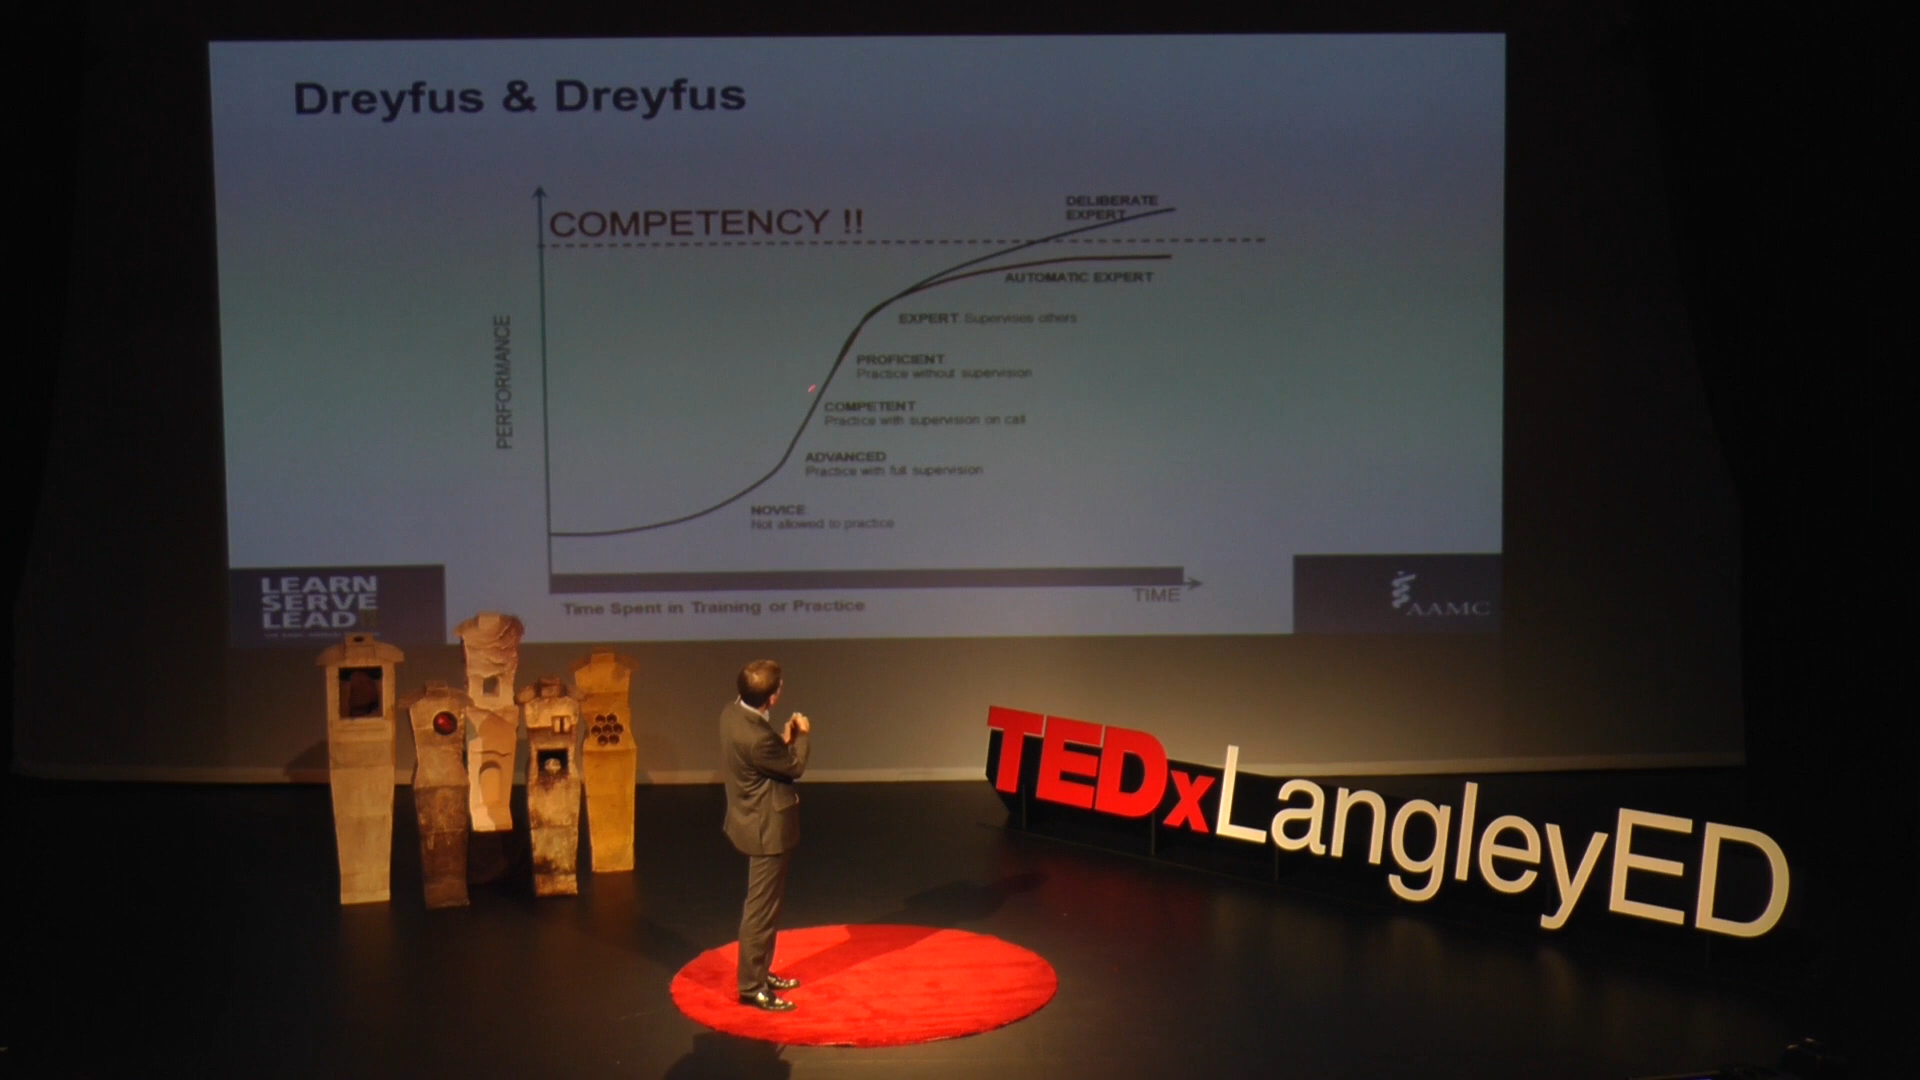 Dreyfus & Dreyfus
COMPETENCY !!
DELIBERATE
EXPERT
AUTOMATIC EXPERT
EXPERT Supervises others
PROFICIENT
Practice without supervision
COMPETENT
Practice with supervision on call
ADVANCED
Practice with full supervision
NOVICE
Not allowed to practice
PERFORMANCE
TIME
Time Spent in Training or Practice
LEARN
SERVE
LEAD
AAMC
TEDxLangleyED